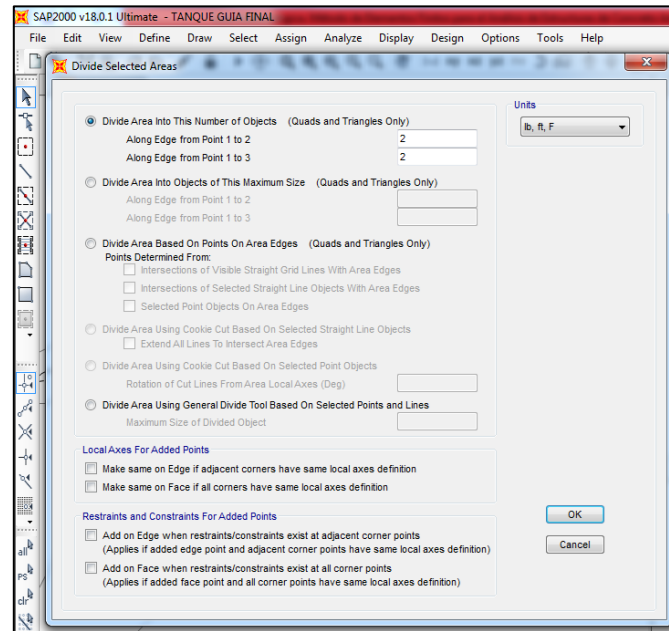 SAP2000 v18.0.1 Ultimate - TANQUE GUIA FINAL
File Edit View Define Draw Select Assign Analyze Display Design Options Tools Help
Divide Selected Areas
Units
lb, ft, F
Divide Area Into This Number of Objects (Quads and Triangles Only)
Along Edge from Point 1 to 2 2
Along Edge from Point 1 to 3 2
Divide Area Into Objects of This Maximum Size (Quads and Triangles Only)
Along Edge from Point 1 to 2
Along Edge from Point 1 to 3
Divide Area Based On Points On Area Edges (Quads and Triangles Only)
Points Determined From:
Intersections of Visible Straight Grid Lines With Area Edges
Intersections of Selected Straight Line Objects With Area Edges
Selected Point Objects On Area Edges
Divide Area Using Cookie Cut Based On Selected Straight Line Objects
Extend All Lines To Intersect Area Edges
Divide Area Using Cookie Cut Based On Selected Point Objects
Rotation of Cut Lines From Area Local Axes (Deg)
Divide Area Using General Divide Tool Based On Selected Points and Lines
Maximum Size of Divided Object
Local Axes For Added Points
Make same on Edge if adjacent corners have same local axes definition
Make same on Face if all corners have same local axes definition
Restraints and Constraints For Added Points
Add on Edge when restraints/constraints exist at adjacent corner points
(Applies if added edge point and adjacent corner points have same local axes definition)
Add on Face when restraints/constraints exist at all corner points
(Applies if added face point and all corner points have same local axes definition)
OK
Cancel
all
PS
clr